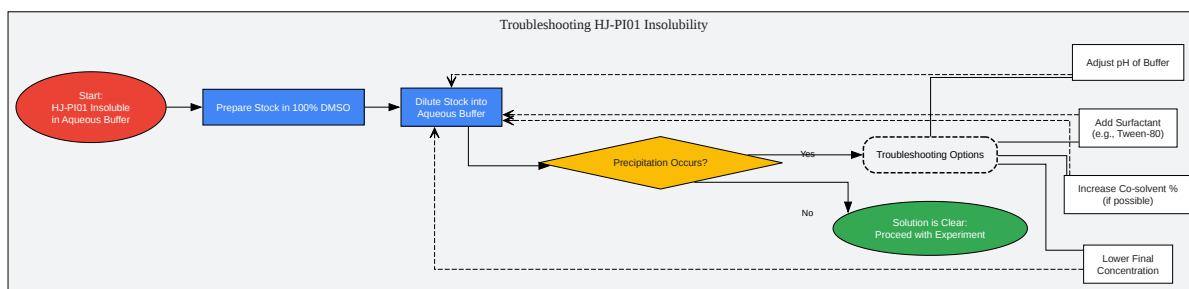 Troubleshooting HJ-PI01 Insolubility
Start:
HJ-PI01 Insoluble
in Aqueous Buffer
Prepare Stock in 100% DMSO
Dilute Stock into
Aqueous Buffer
Precipitation Occurs?
Yes
No
Troubleshooting Options
Solution is Clear:
Proceed with Experiment
Adjust pH of Buffer
Add Surfactant
(e.g., Tween-80)
Increase Co-solvent %
(if possible)
Lower Final
Concentration